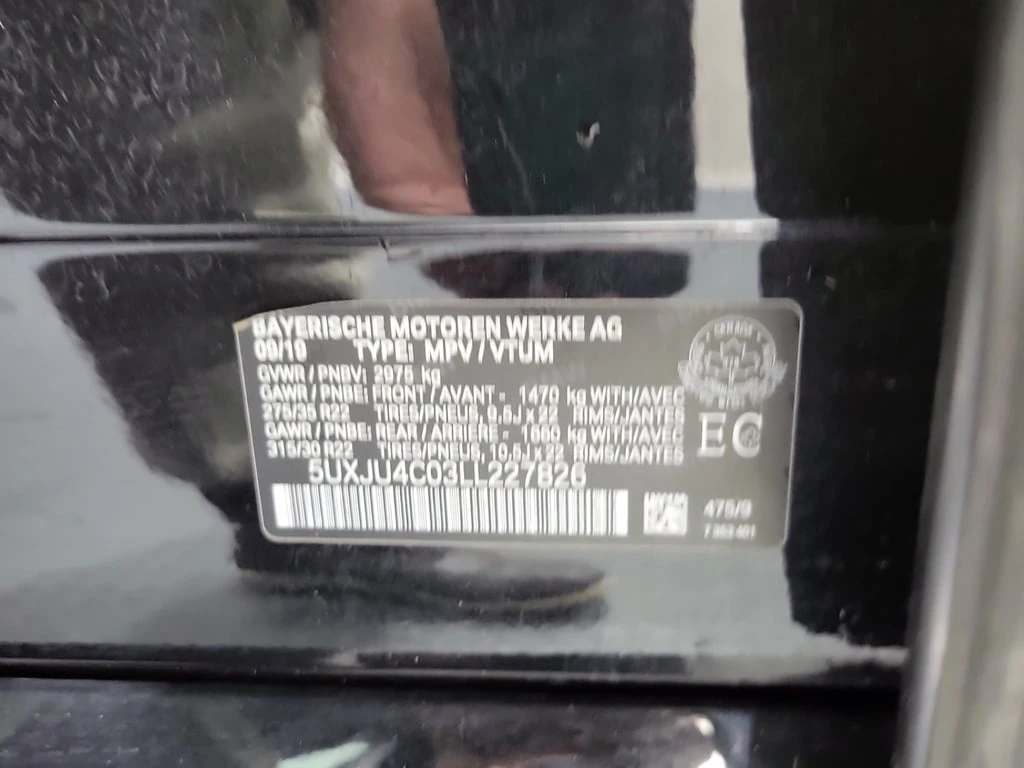 BAYERISCHE MOTOREN WERKE AG
09/19 TYPE: MPV / VTUM
GVWR / PNBV: 2975 kg
GAWR / PNBE: FRONT / AVANT - 1470 kg WITH/AVEC
275/35 R22 TIRES/PNEUS, 9,5J x 22 RIMS/JANTES
GAWR / PNBE: REAR / ARRIÈRE - 1660 kg WITH/AVEC
315/30 R22 TIRES/PNEUS, 10,5J x 22 RIMS/JANTES
5UXJU4C03LL227826
EC
475/9